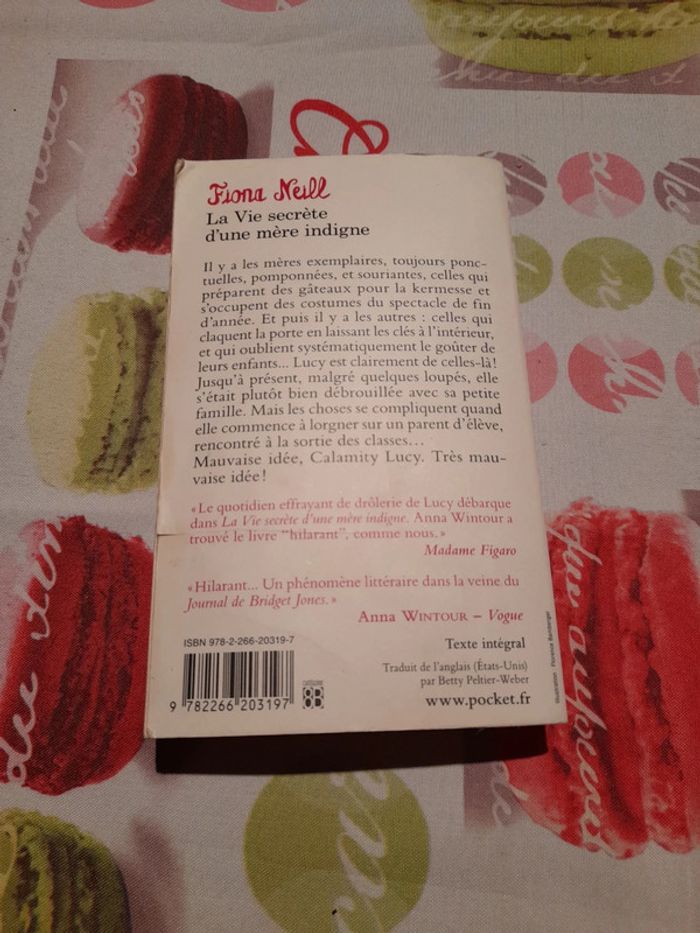 Fiona Neill
La Vie secrète
d'une mère indigne
Il y a les mères exemplaires, toujours ponc-
tuelles, pomponnées, et souriantes, celles qui
préparent des gâteaux pour la kermesse et
s'occupent des costumes du spectacle de fin
d'année. Et puis il y a les autres : celles qui
claquent la porte en laissant les clés à l'intérieur,
et qui oublient systématiquement le goûter de
leurs enfants... Lucy est clairement de celles-là !
Jusqu'à présent, malgré quelques loupés, elle
s'était plutôt bien débrouillée avec sa petite
famille. Mais les choses se compliquent quand
elle commence à lorgner sur un parent d'élève,
rencontré à la sortie des classes...
Mauvaise idée, Calamity Lucy. Très mau-
vaise idée !
« Le quotidien effrayant de drôlerie de Lucy débarque
dans La Vie secrète d'une mère indigne. Anna Wintour a
trouvé le livre "hilarant", comme nous. »
Madame Figaro
« Hilarant... Un phénomène littéraire dans la veine du
Journal de Bridget Jones. »
Anna WINTOUR – Vogue
ISBN 978-2-266-20319-7
9 782266 203197
Texte intégral
Traduit de l'anglais (États-Unis)
par Betty Peltier-Weber
www.pocket.fr